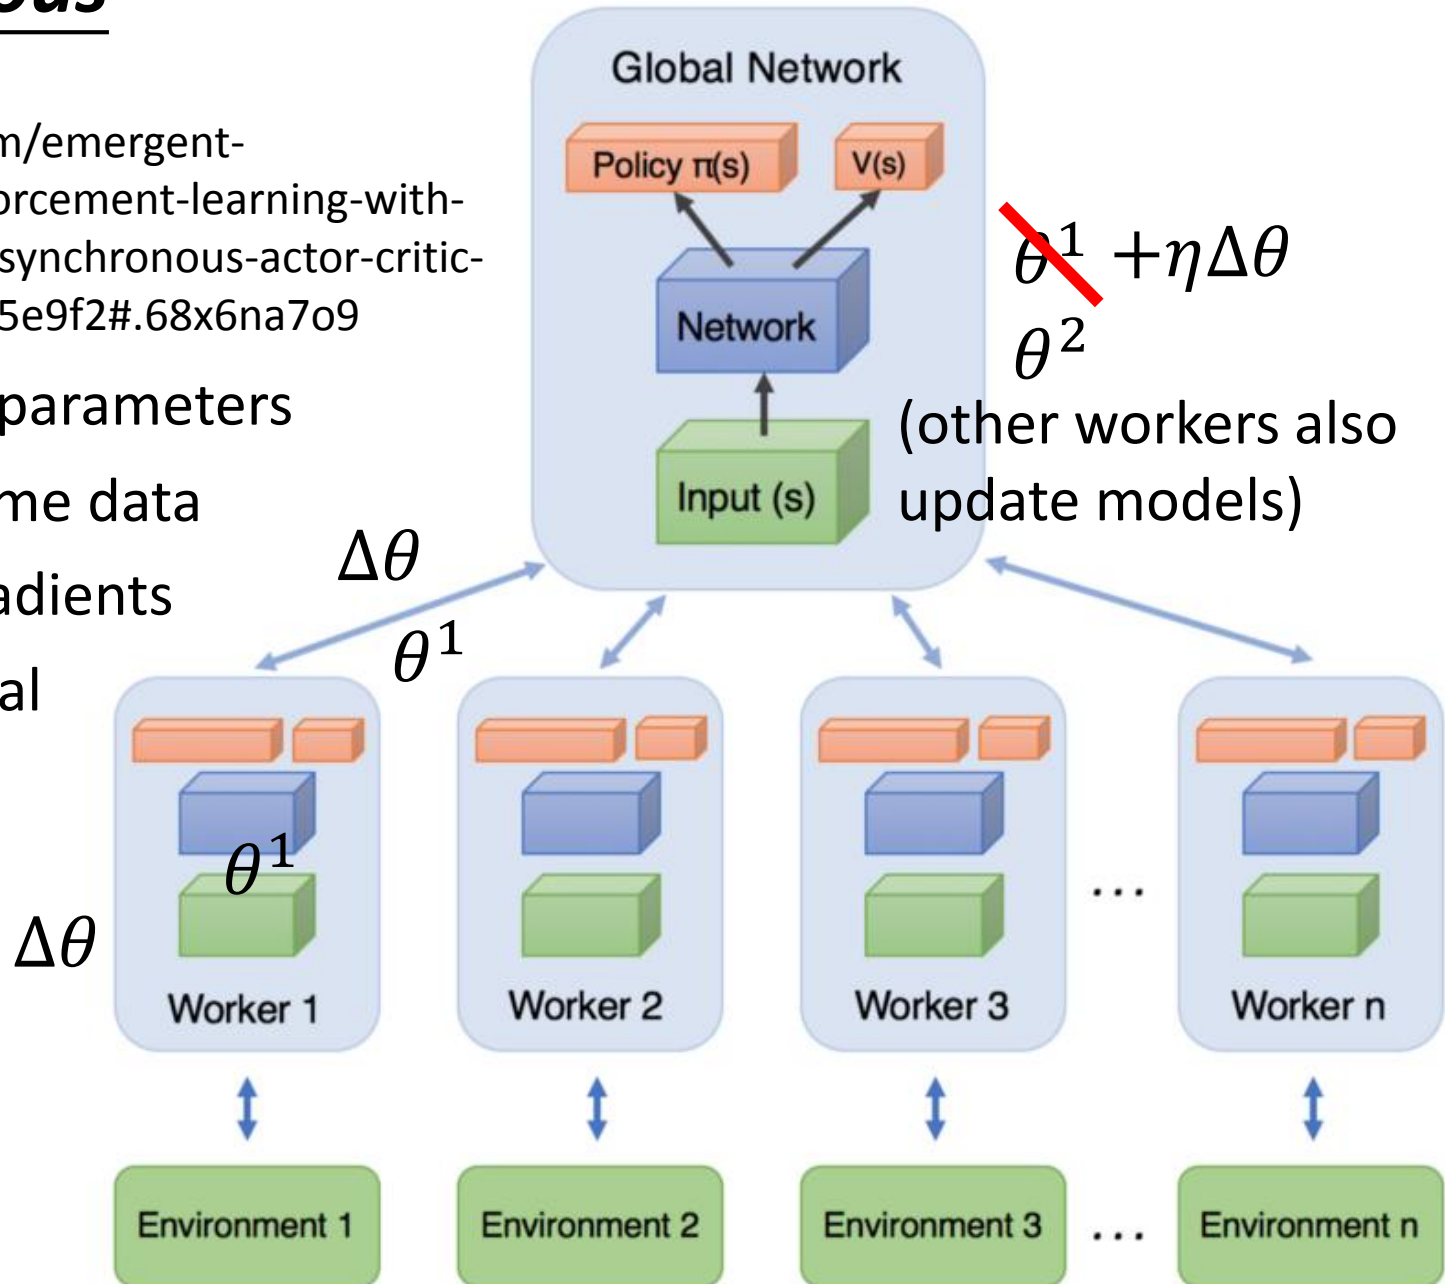 ous
m/emergent-
orcement-learning-with-
synchronous-actor-critic-
5e9f2#.68x6na7o9
parameters
me data
adients
al
Global Network
Policy π(s)
V(s)
Network
Input (s)
θ¹ +ηΔθ
θ²
(other workers also
update models)
Δθ
θ¹
θ¹
Δθ
Worker 1
Worker 2
Worker 3
...
Worker n
Environment 1
Environment 2
Environment 3
...
Environment n